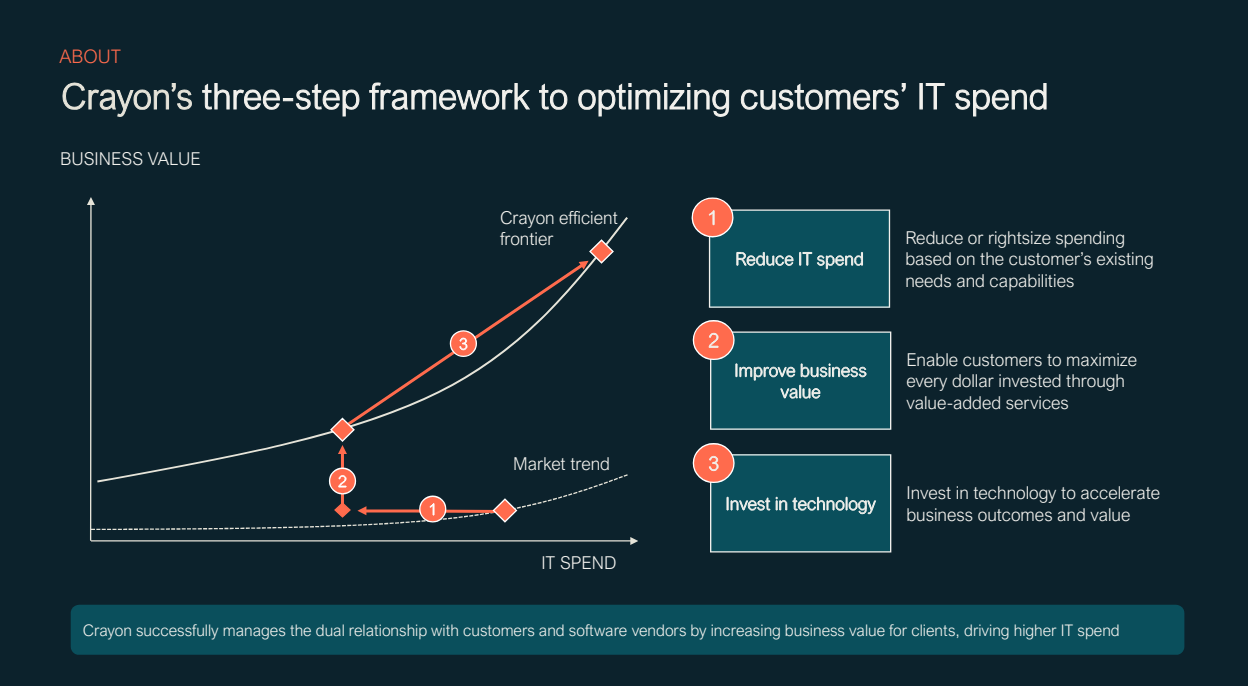 ABOUT
Crayon’s three-step framework to optimizing customers’ IT spend
BUSINESS VALUE
Crayon efficient
frontier
3
2
Market trend
1
IT SPEND
1
Reduce IT spend
Reduce or rightsize spending
based on the customer’s existing
needs and capabilities
2
Improve business
value
Enable customers to maximize
every dollar invested through
value-added services
3
Invest in technology
Invest in technology to accelerate
business outcomes and value
Crayon successfully manages the dual relationship with customers and software vendors by increasing business value for clients, driving higher IT spend